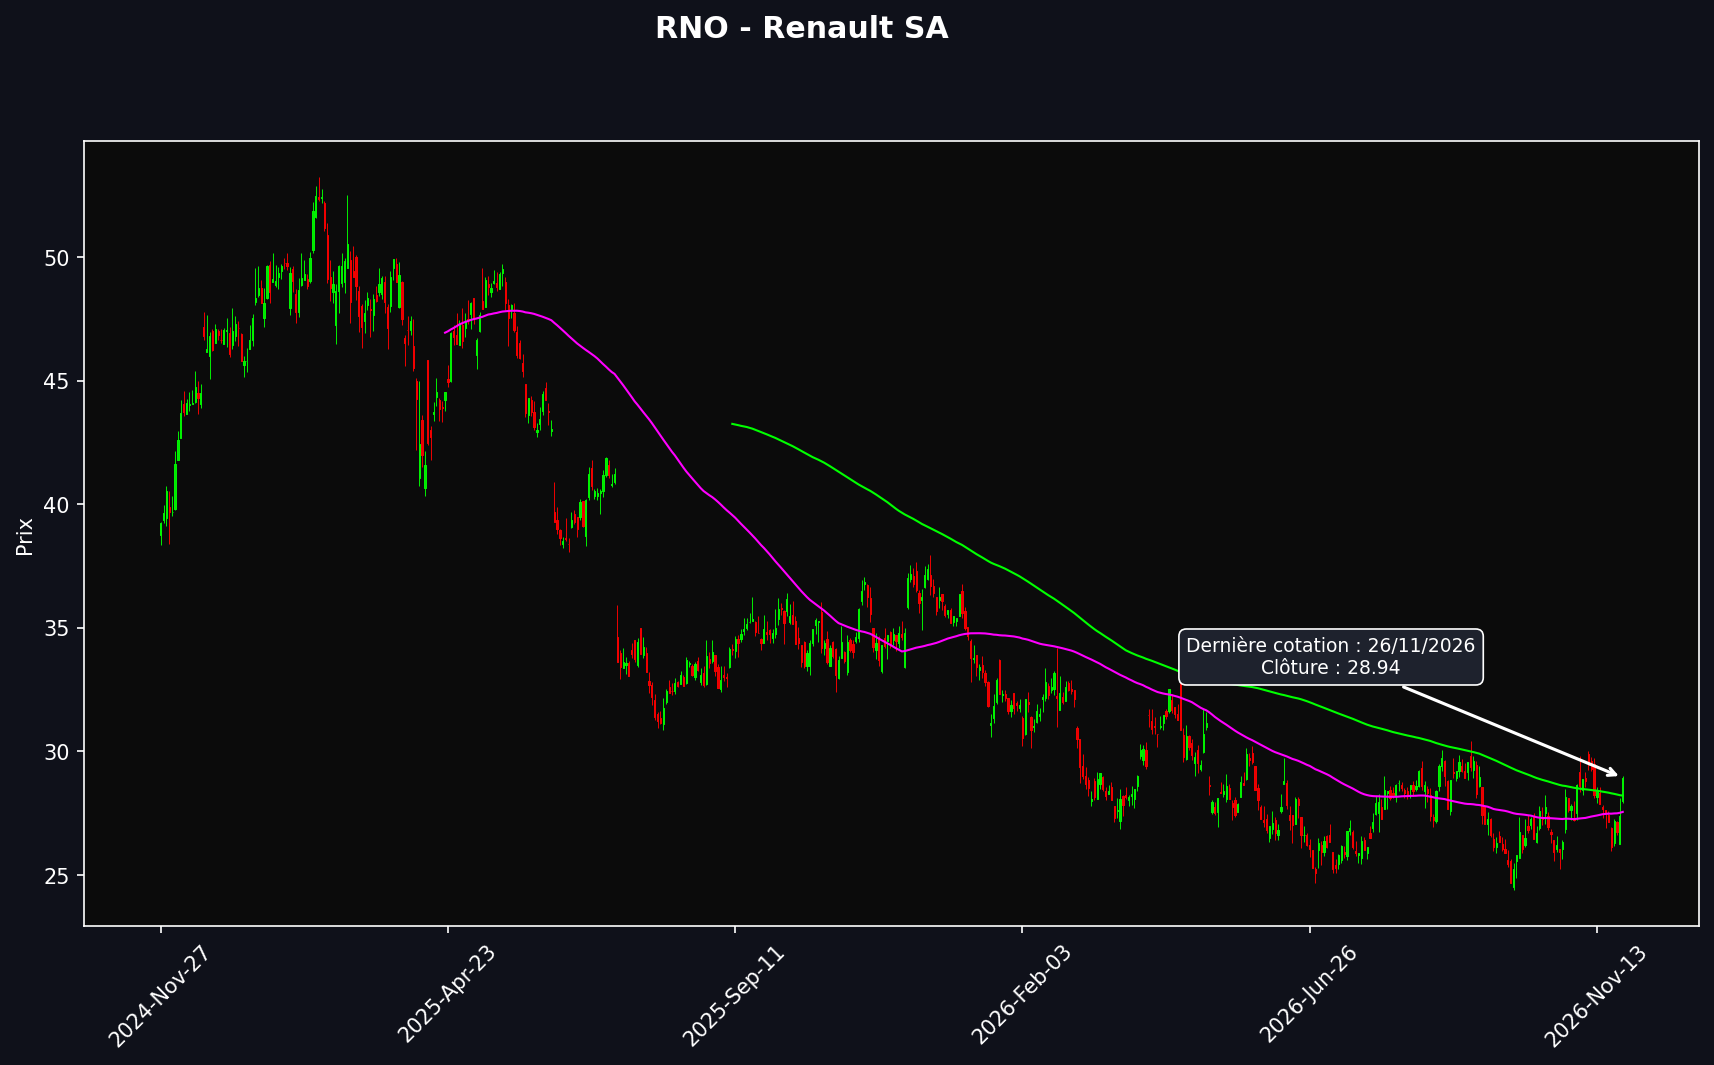 RNO - Renault SA
50
45
40
35
30
25
Prix
Dernière cotation : 26/11/2026
Clôture : 28.94
2024-Nov-27
2025-Apr-23
2025-Sep-11
2026-Feb-03
2026-Jun-26
2026-Nov-13